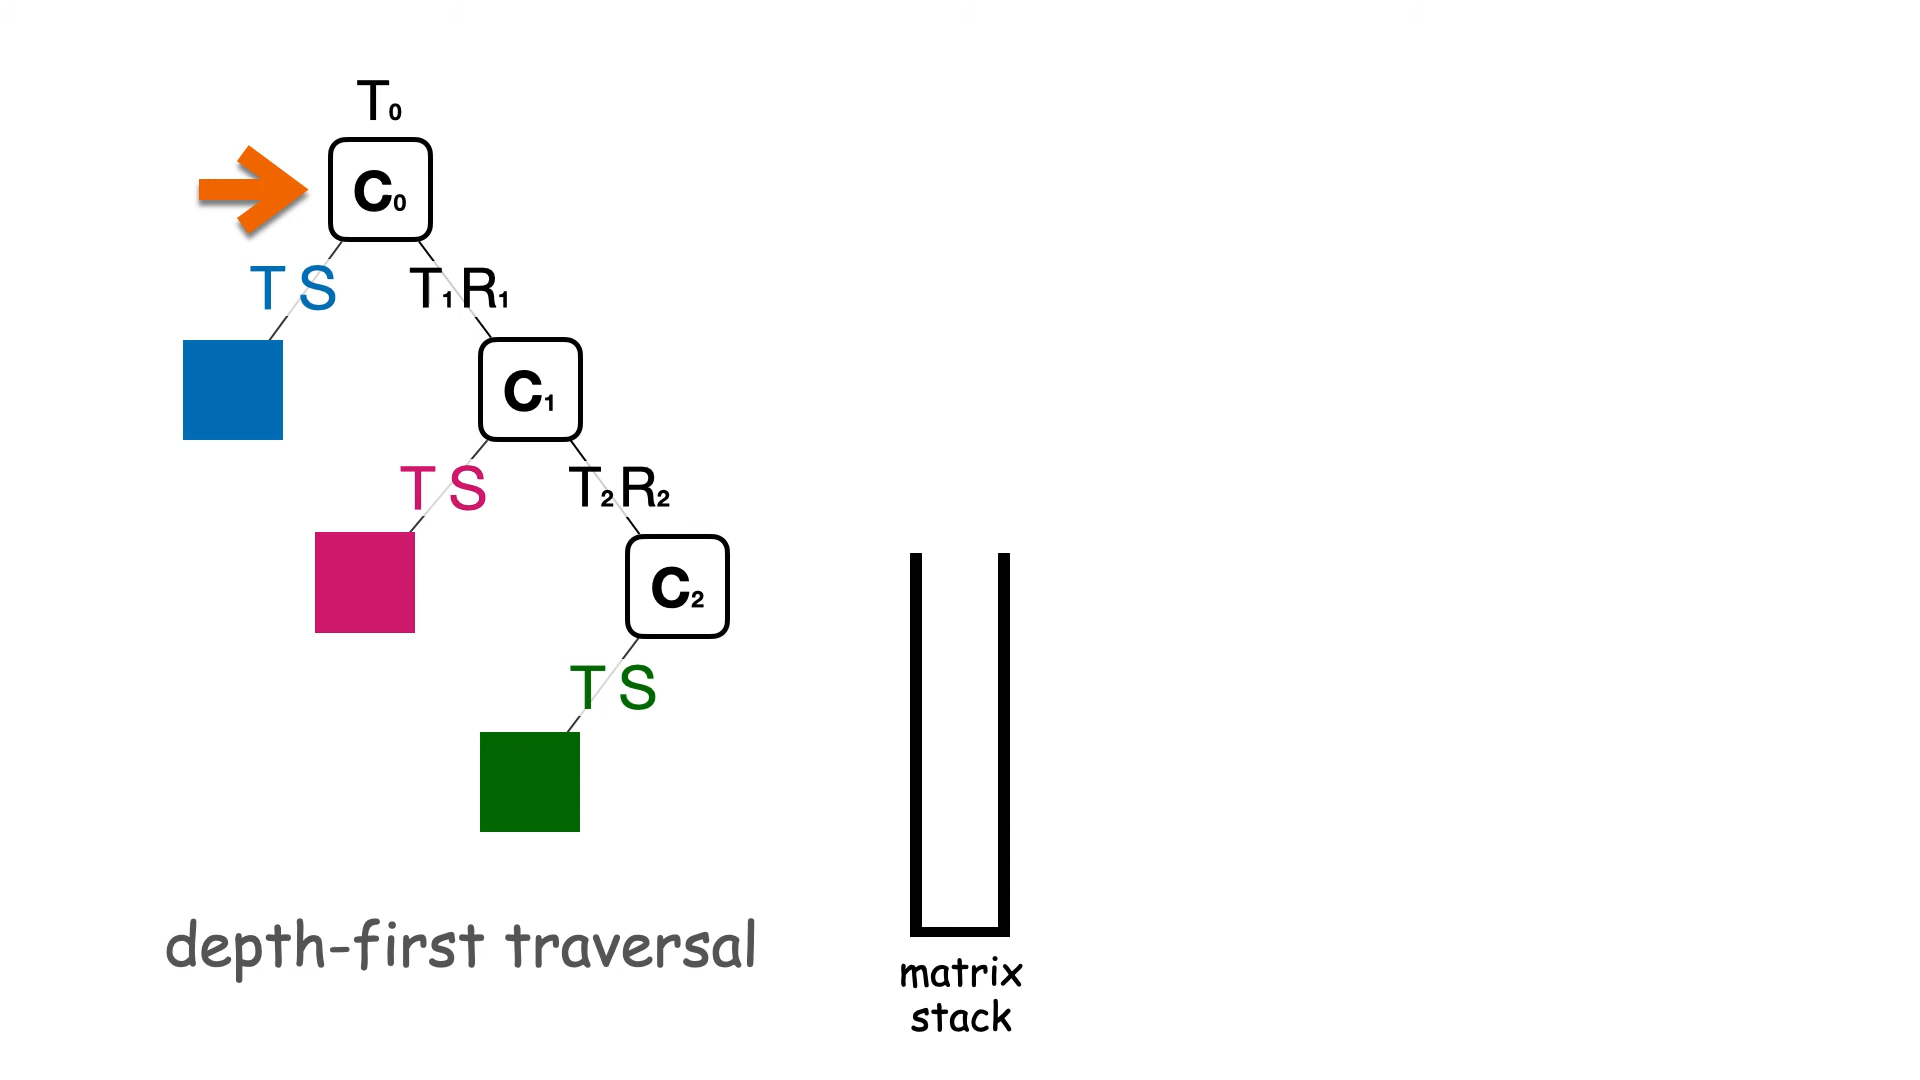 T₀
C₀
T S
T₁R₁
C₁
T S
T₂R₂
C₂
T S
depth-first traversal
matrix
stack